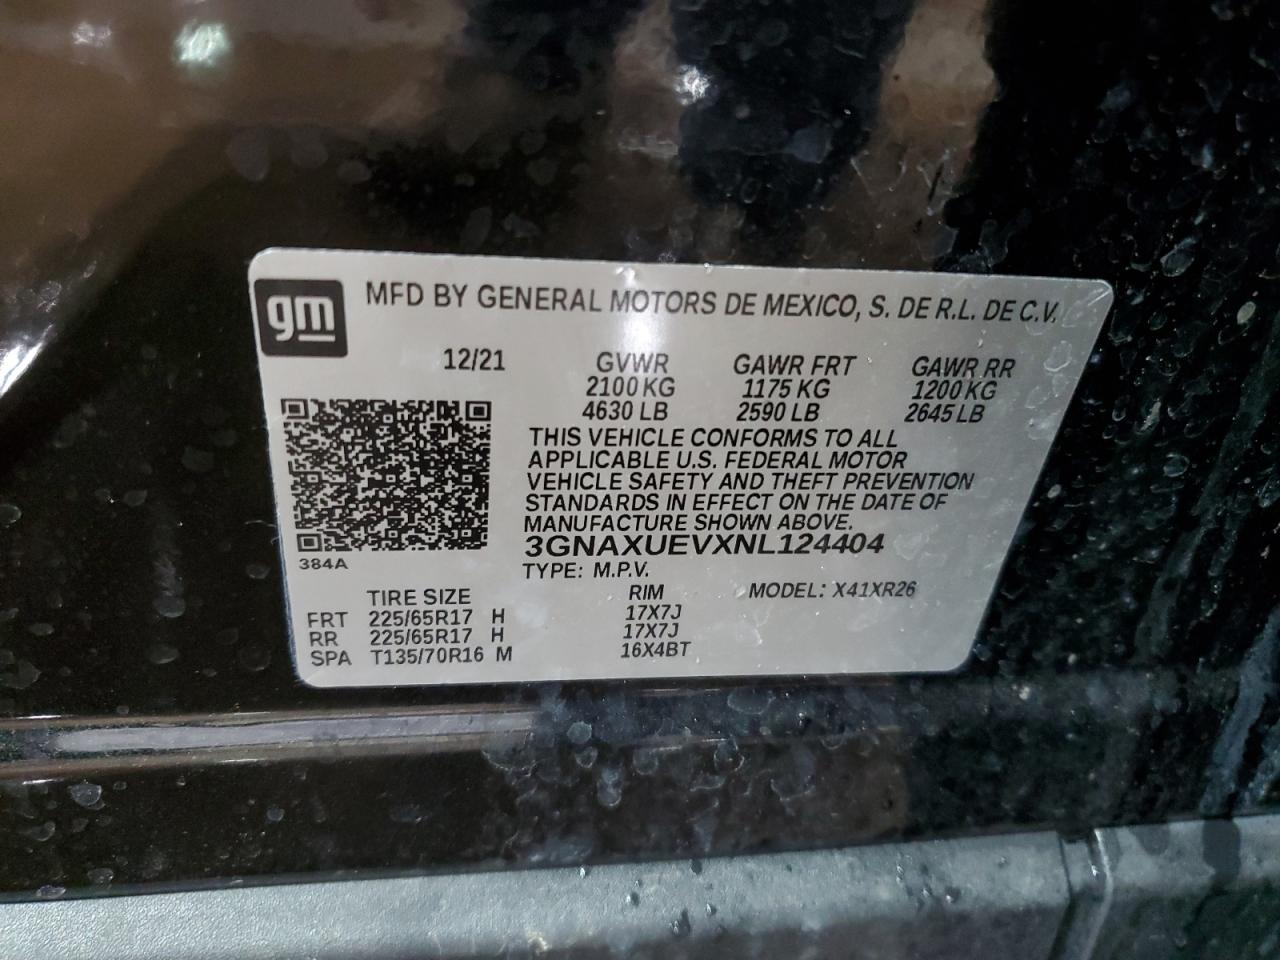 gm
MFD BY GENERAL MOTORS DE MEXICO, S. DE R.L. DE C.V.
12/21 GVWR GAWR FRT GAWR RR
2100 KG 1175 KG 1200 KG
4630 LB 2590 LB 2645 LB
THIS VEHICLE CONFORMS TO ALL
APPLICABLE U.S. FEDERAL MOTOR
VEHICLE SAFETY AND THEFT PREVENTION
STANDARDS IN EFFECT ON THE DATE OF
MANUFACTURE SHOWN ABOVE.
3GNAXUEVXNL124404
384A
TYPE: M.P.V.
TIRE SIZE RIM MODEL: X41XR26
FRT 225/65R17 H 17X7J
RR 225/65R17 H 17X7J
SPA T135/70R16 M 16X4BT